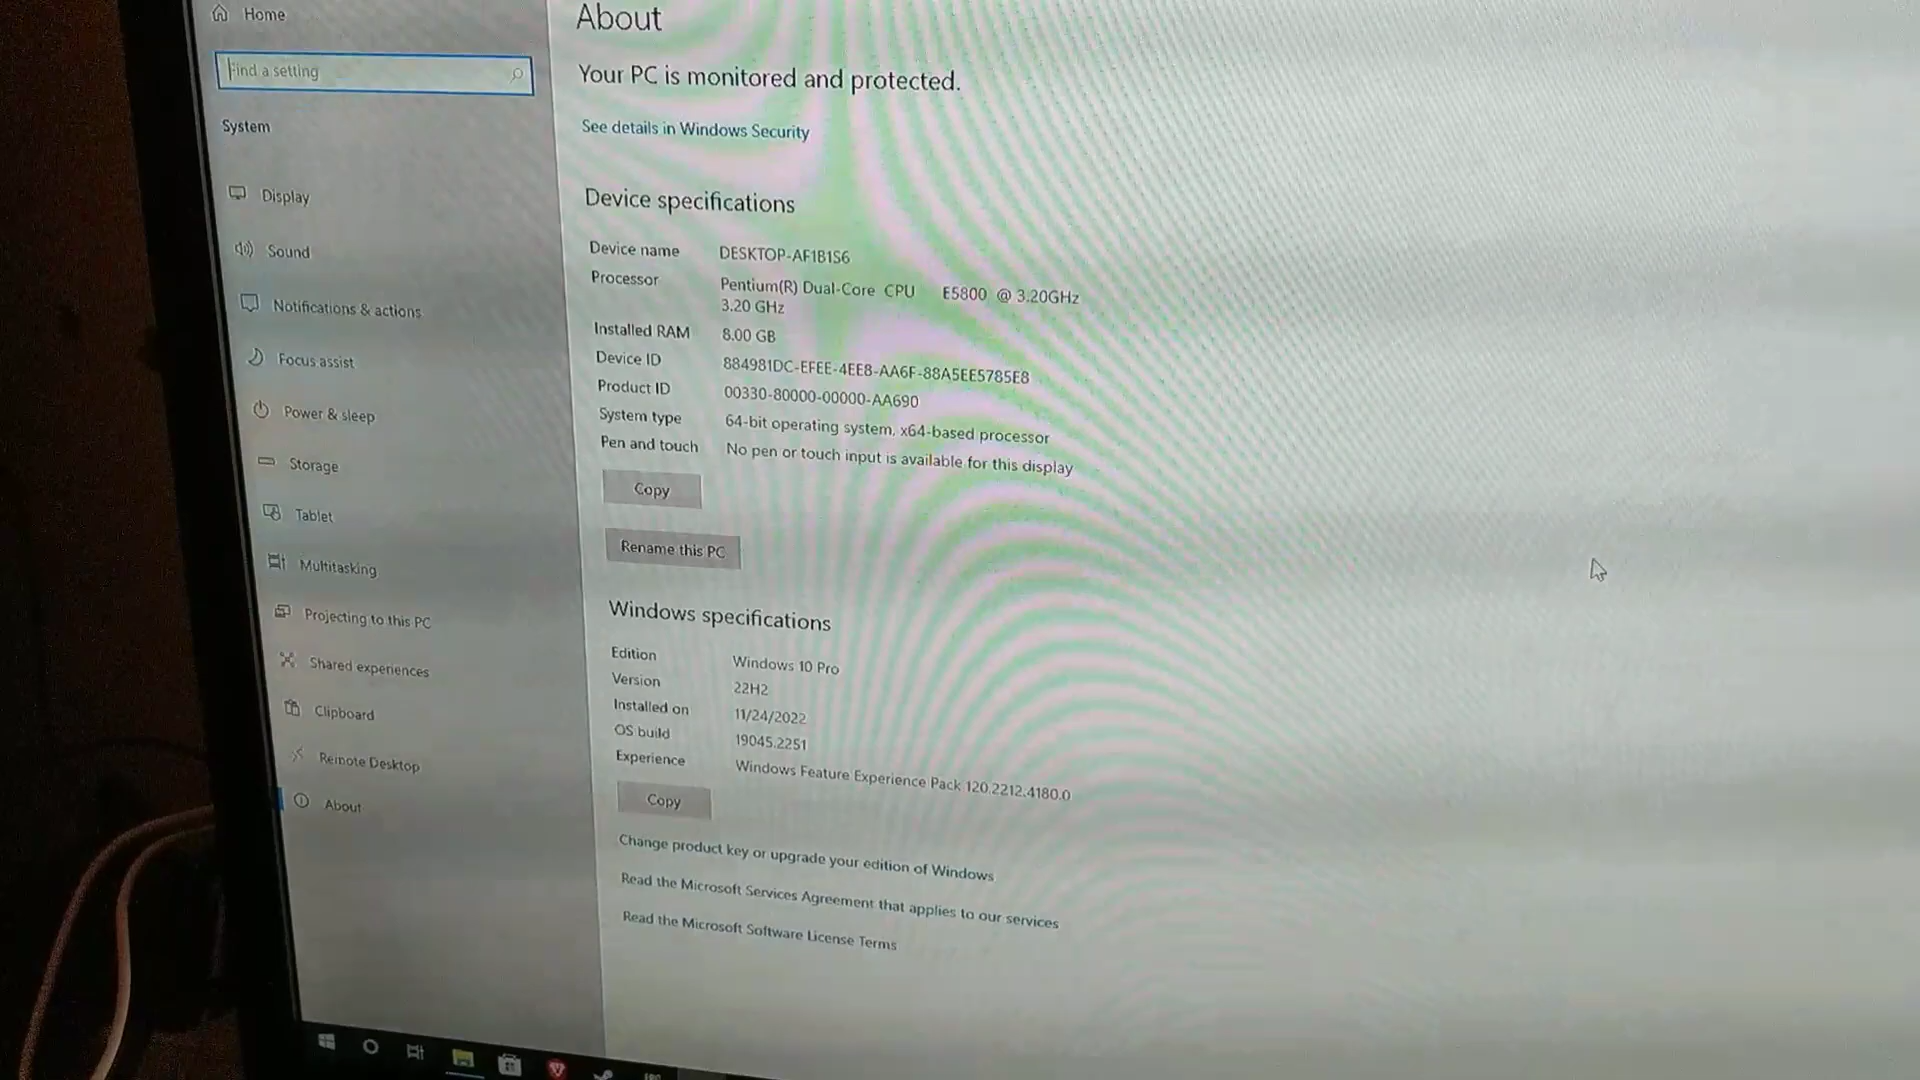 Home
Find a setting
System
Display
Sound
Notifications & actions
Focus assist
Power & sleep
Storage
Tablet
Multitasking
Projecting to this PC
Shared experiences
Clipboard
Remote Desktop
About
About
Your PC is monitored and protected.
See details in Windows Security
Device specifications
Device name DESKTOP-AF1B1S6
Processor Pentium(R) Dual-Core CPU E5800 @ 3.20GHz
3.20 GHz
Installed RAM 8.00 GB
Device ID 884981DC-EFEE-4EE8-AA6F-88A5EE5785E8
Product ID 00330-80000-00000-AA690
System type 64-bit operating system, x64-based processor
Pen and touch No pen or touch input is available for this display
Copy
Rename this PC
Windows specifications
Edition Windows 10 Pro
Version 22H2
Installed on 11/24/2022
OS build 19045.2251
Experience Windows Feature Experience Pack 120.2212.4180.0
Copy
Change product key or upgrade your edition of Windows
Read the Microsoft Services Agreement that applies to our services
Read the Microsoft Software License Terms